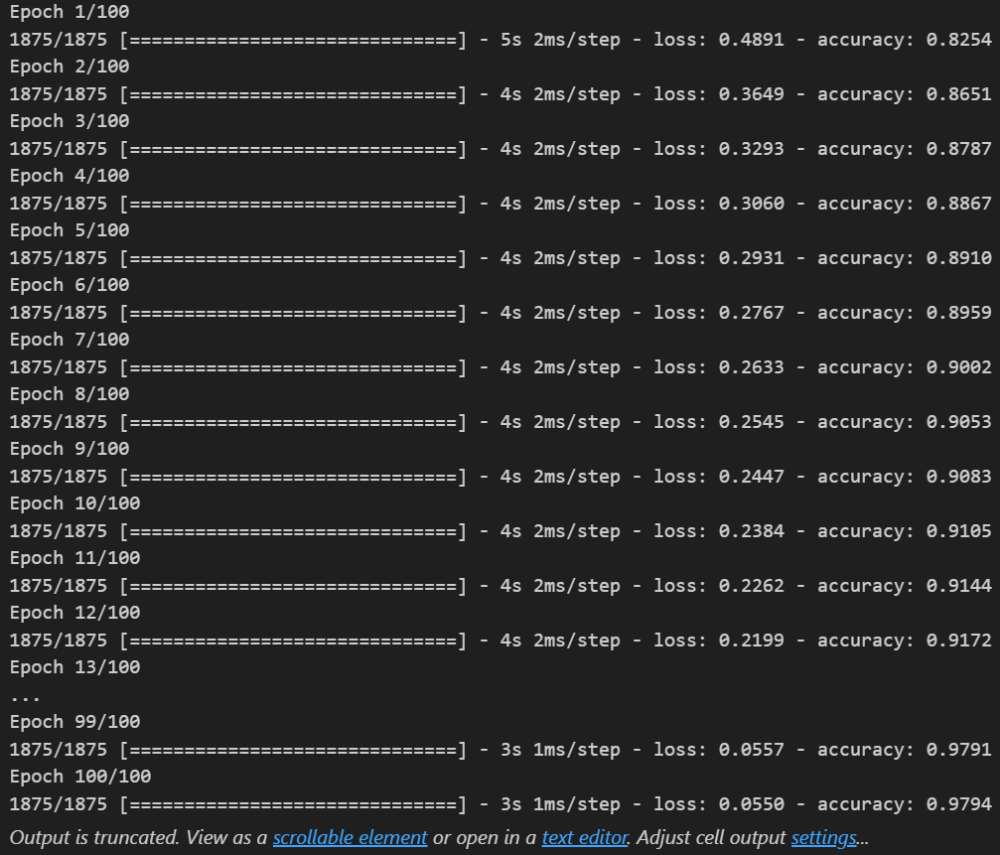 Epoch 1/100
1875/1875 [==============================] - 5s 2ms/step - loss: 0.4891 - accuracy: 0.8254
Epoch 2/100
1875/1875 [==============================] - 4s 2ms/step - loss: 0.3649 - accuracy: 0.8651
Epoch 3/100
1875/1875 [==============================] - 4s 2ms/step - loss: 0.3293 - accuracy: 0.8787
Epoch 4/100
1875/1875 [==============================] - 4s 2ms/step - loss: 0.3060 - accuracy: 0.8867
Epoch 5/100
1875/1875 [==============================] - 4s 2ms/step - loss: 0.2931 - accuracy: 0.8910
Epoch 6/100
1875/1875 [==============================] - 4s 2ms/step - loss: 0.2767 - accuracy: 0.8959
Epoch 7/100
1875/1875 [==============================] - 4s 2ms/step - loss: 0.2633 - accuracy: 0.9002
Epoch 8/100
1875/1875 [==============================] - 4s 2ms/step - loss: 0.2545 - accuracy: 0.9053
Epoch 9/100
1875/1875 [==============================] - 4s 2ms/step - loss: 0.2447 - accuracy: 0.9083
Epoch 10/100
1875/1875 [==============================] - 4s 2ms/step - loss: 0.2384 - accuracy: 0.9105
Epoch 11/100
1875/1875 [==============================] - 4s 2ms/step - loss: 0.2262 - accuracy: 0.9144
Epoch 12/100
1875/1875 [==============================] - 4s 2ms/step - loss: 0.2199 - accuracy: 0.9172
Epoch 13/100
...
Epoch 99/100
1875/1875 [==============================] - 3s 1ms/step - loss: 0.0557 - accuracy: 0.9791
Epoch 100/100
1875/1875 [==============================] - 3s 1ms/step - loss: 0.0550 - accuracy: 0.9794
Output is truncated. View as a scrollable element or open in a text editor. Adjust cell output settings...